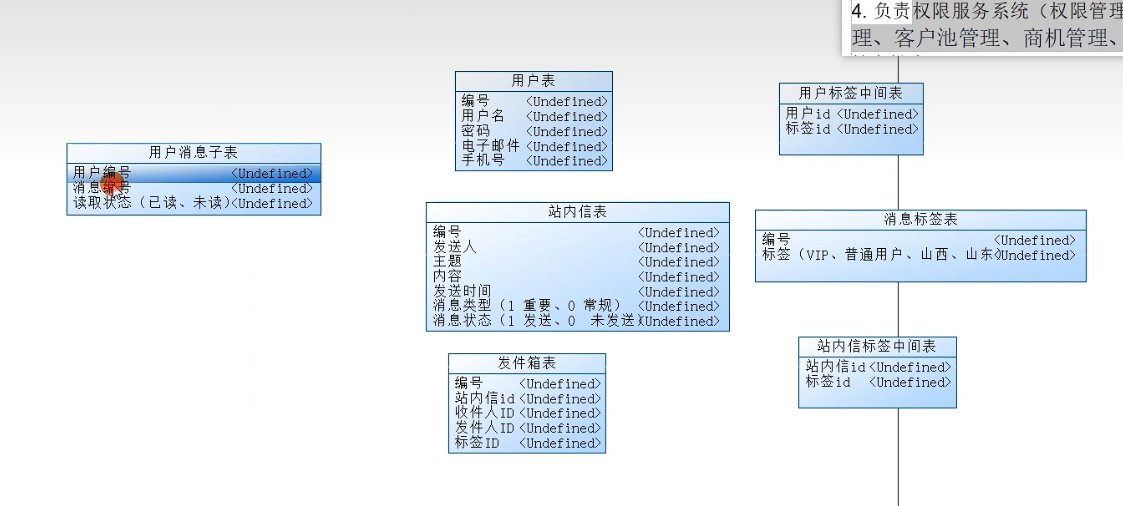 4. 负责权限服务系统（权限管理
理、客户池管理、商机管理、
用户表
编号 <Undefined>
用户名 <Undefined>
密码 <Undefined>
电子邮件 <Undefined>
手机号 <Undefined>
用户标签中间表
用户id <Undefined>
标签id <Undefined>
用户消息子表
用户编号 <Undefined>
消息编号 <Undefined>
读取状态（已读、未读）<Undefined>
站内信表
编号 <Undefined>
发送人 <Undefined>
主题 <Undefined>
内容 <Undefined>
发送时间 <Undefined>
消息类型（1 重要、0 常规） <Undefined>
消息状态（1 发送、0 未发送）<Undefined>
消息标签表
编号 <Undefined>
标签（VIP、普通用户、山西、山东<Undefined>
站内信标签中间表
站内信id <Undefined>
标签id <Undefined>
发件箱表
编号 <Undefined>
站内信id <Undefined>
收件人ID <Undefined>
发件人ID <Undefined>
标签ID <Undefined>